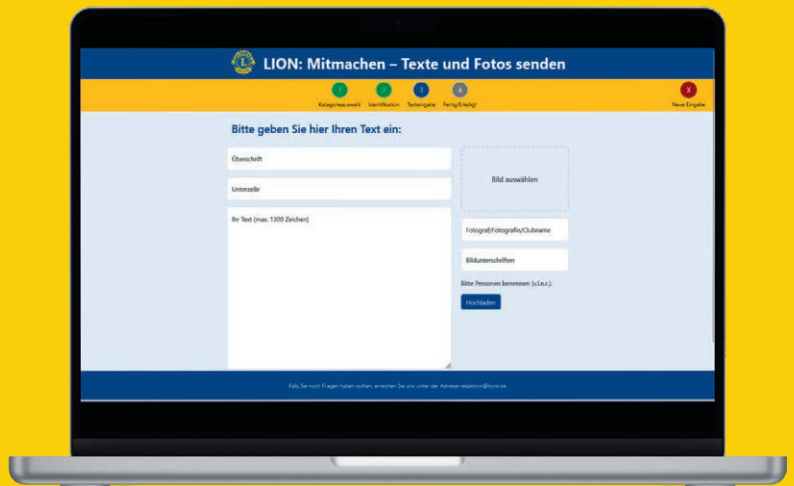 LION: Mitmachen – Texte und Fotos senden
1 2 3 4 X
Kategorieauswahl Identifikation Texteingabe Fertig/Erledigt Neue Eingabe
Bitte geben Sie hier Ihren Text ein:
Überschrift
Unterzeile
Ihr Text (max. 1300 Zeichen)
Bild auswählen
Fotograf/Fotografin/Clubname
Bildunterschriften
Bitte Personen benennen (v.l.n.r.).
Hochladen
Falls Sie noch Fragen haben sollten, erreichen Sie uns unter der Adresse redaktion@lions.de.